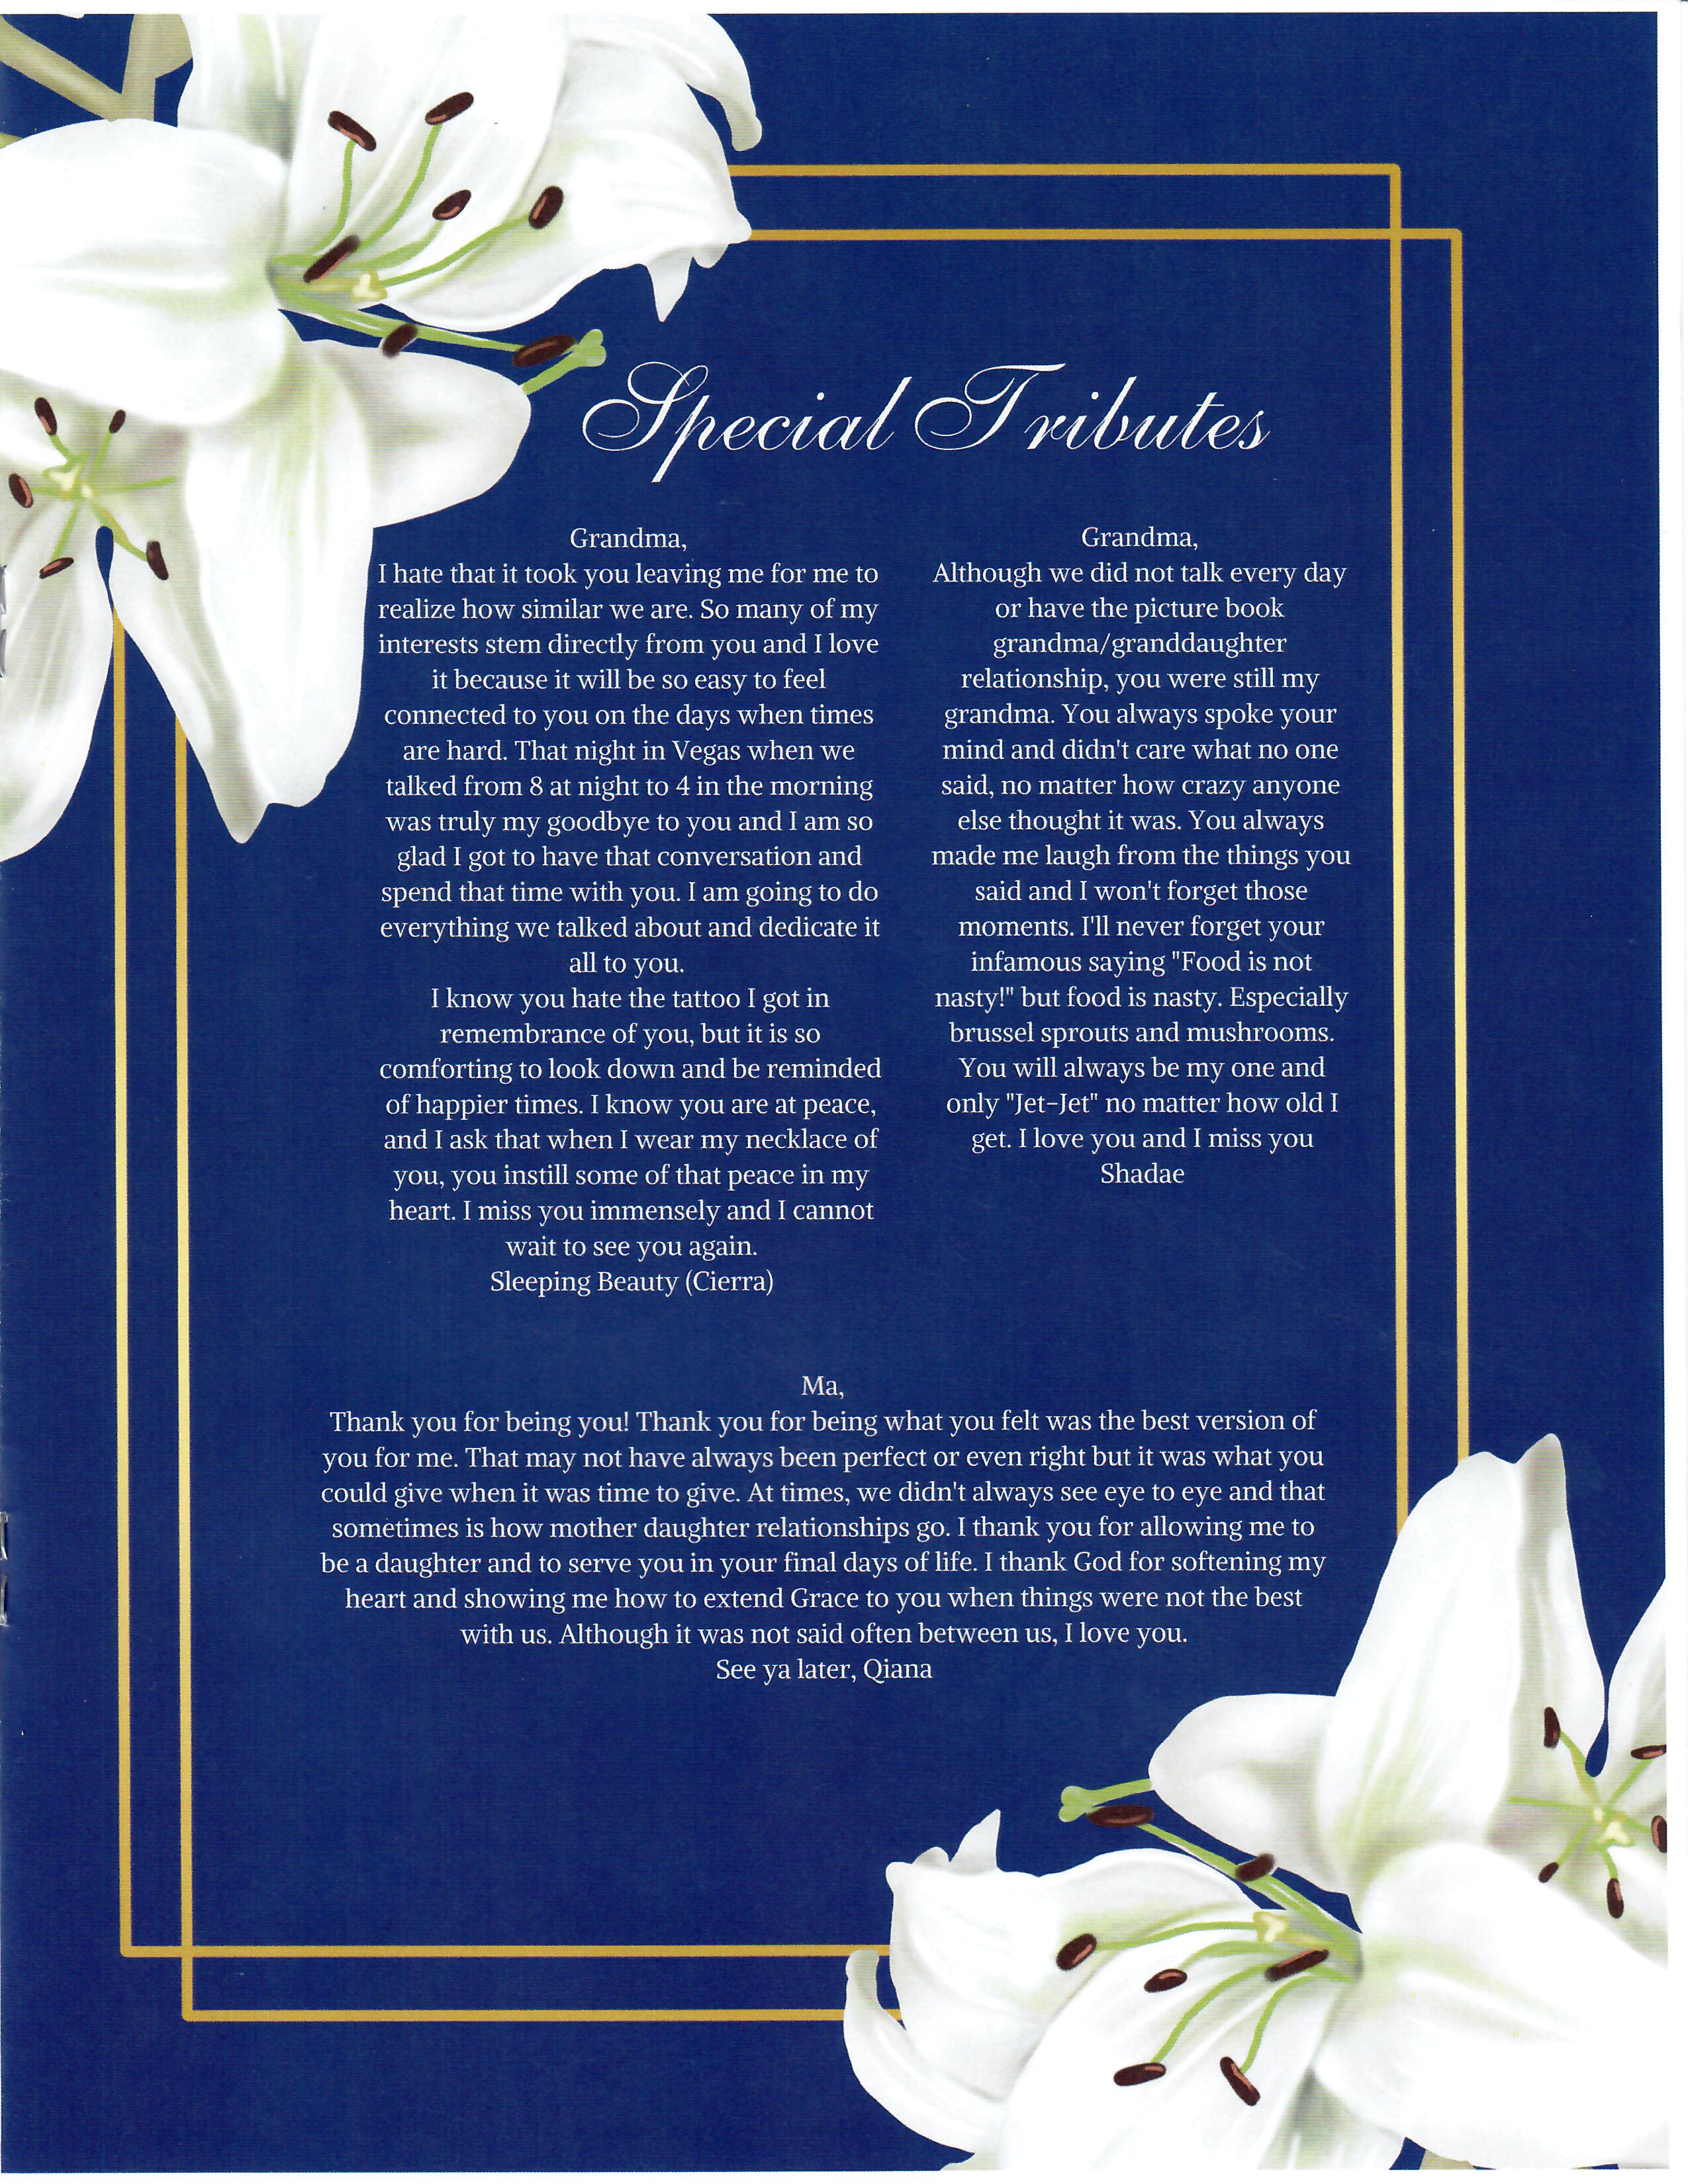 Special Tributes
Grandma,
I hate that it took you leaving me for me to
realize how similar we are. So many of my
interests stem directly from you and I love
it because it will be so easy to feel
connected to you on the days when times
are hard. That night in Vegas when we
talked from 8 at night to 4 in the morning
was truly my goodbye to you and I am so
glad I got to have that conversation and
spend that time with you. I am going to do
everything we talked about and dedicate it
all to you.
I know you hate the tattoo I got in
remembrance of you, but it is so
comforting to look down and be reminded
of happier times. I know you are at peace,
and I ask that when I wear my necklace of
you, you instill some of that peace in my
heart. I miss you immensely and I cannot
wait to see you again.
Sleeping Beauty (Cierra)
Grandma,
Although we did not talk every day
or have the picture book
grandma/granddaughter
relationship, you were still my
grandma. You always spoke your
mind and didn't care what no one
said, no matter how crazy anyone
else thought it was. You always
made me laugh from the things you
said and I won't forget those
moments. I'll never forget your
infamous saying "Food is not
nasty!" but food is nasty. Especially
brussel sprouts and mushrooms.
You will always be my one and
only "Jet-Jet" no matter how old I
get. I love you and I miss you
Shadae
Ma,
Thank you for being you! Thank you for being what you felt was the best version of
you for me. That may not have always been perfect or even right but it was what you
could give when it was time to give. At times, we didn't always see eye to eye and that
sometimes is how mother daughter relationships go. I thank you for allowing me to
be a daughter and to serve you in your final days of life. I thank God for softening my
heart and showing me how to extend Grace to you when things were not the best
with us. Although it was not said often between us, I love you.
See ya later, Qiana